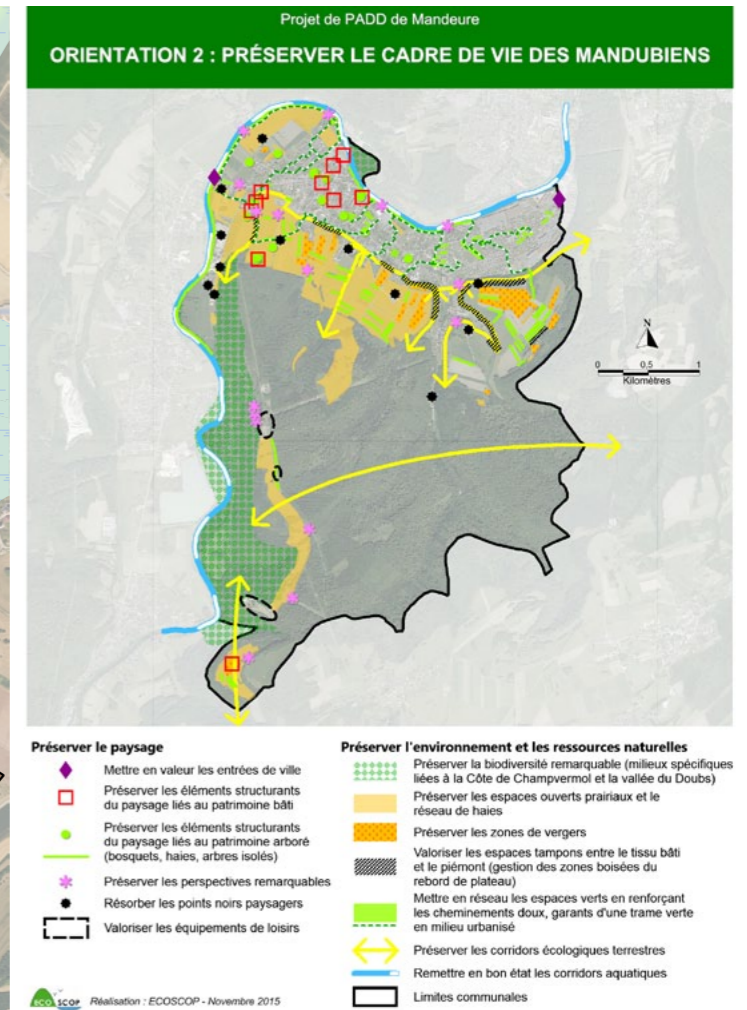 Projet de PADD de Mandeure
ORIENTATION 2 : PRÉSERVER LE CADRE DE VIE DES MANDUBIENS
N
0 0.5 1
Kilomètres
Préserver le paysage
Mettre en valeur les entrées de ville
Préserver les éléments structurants
du paysage liés au patrimoine bâti
Préserver les éléments structurants
du paysage liés au patrimoine arboré
(bosquets, haies, arbres isolés)
Préserver les perspectives remarquables
Résorber les points noirs paysagers
Valoriser les équipements de loisirs
Préserver l'environnement et les ressources naturelles
Préserver la biodiversité remarquable (milieux spécifiques
liées à la Côte de Champvermol et la vallée du Doubs)
Préserver les espaces ouverts prairiaux et le
réseau de haies
Préserver les zones de vergers
Valoriser les espaces tampons entre le tissu bâti
et le piémont (gestion des zones boisées du
rebord de plateau)
Mettre en réseau les espaces verts en renforçant
les cheminements doux, garants d'une trame verte
en milieu urbanisé
Préserver les corridors écologiques terrestres
Remettre en bon état les corridors aquatiques
Limites communales
ECO SCOP
Réalisation : ECOSCOP - Novembre 2015